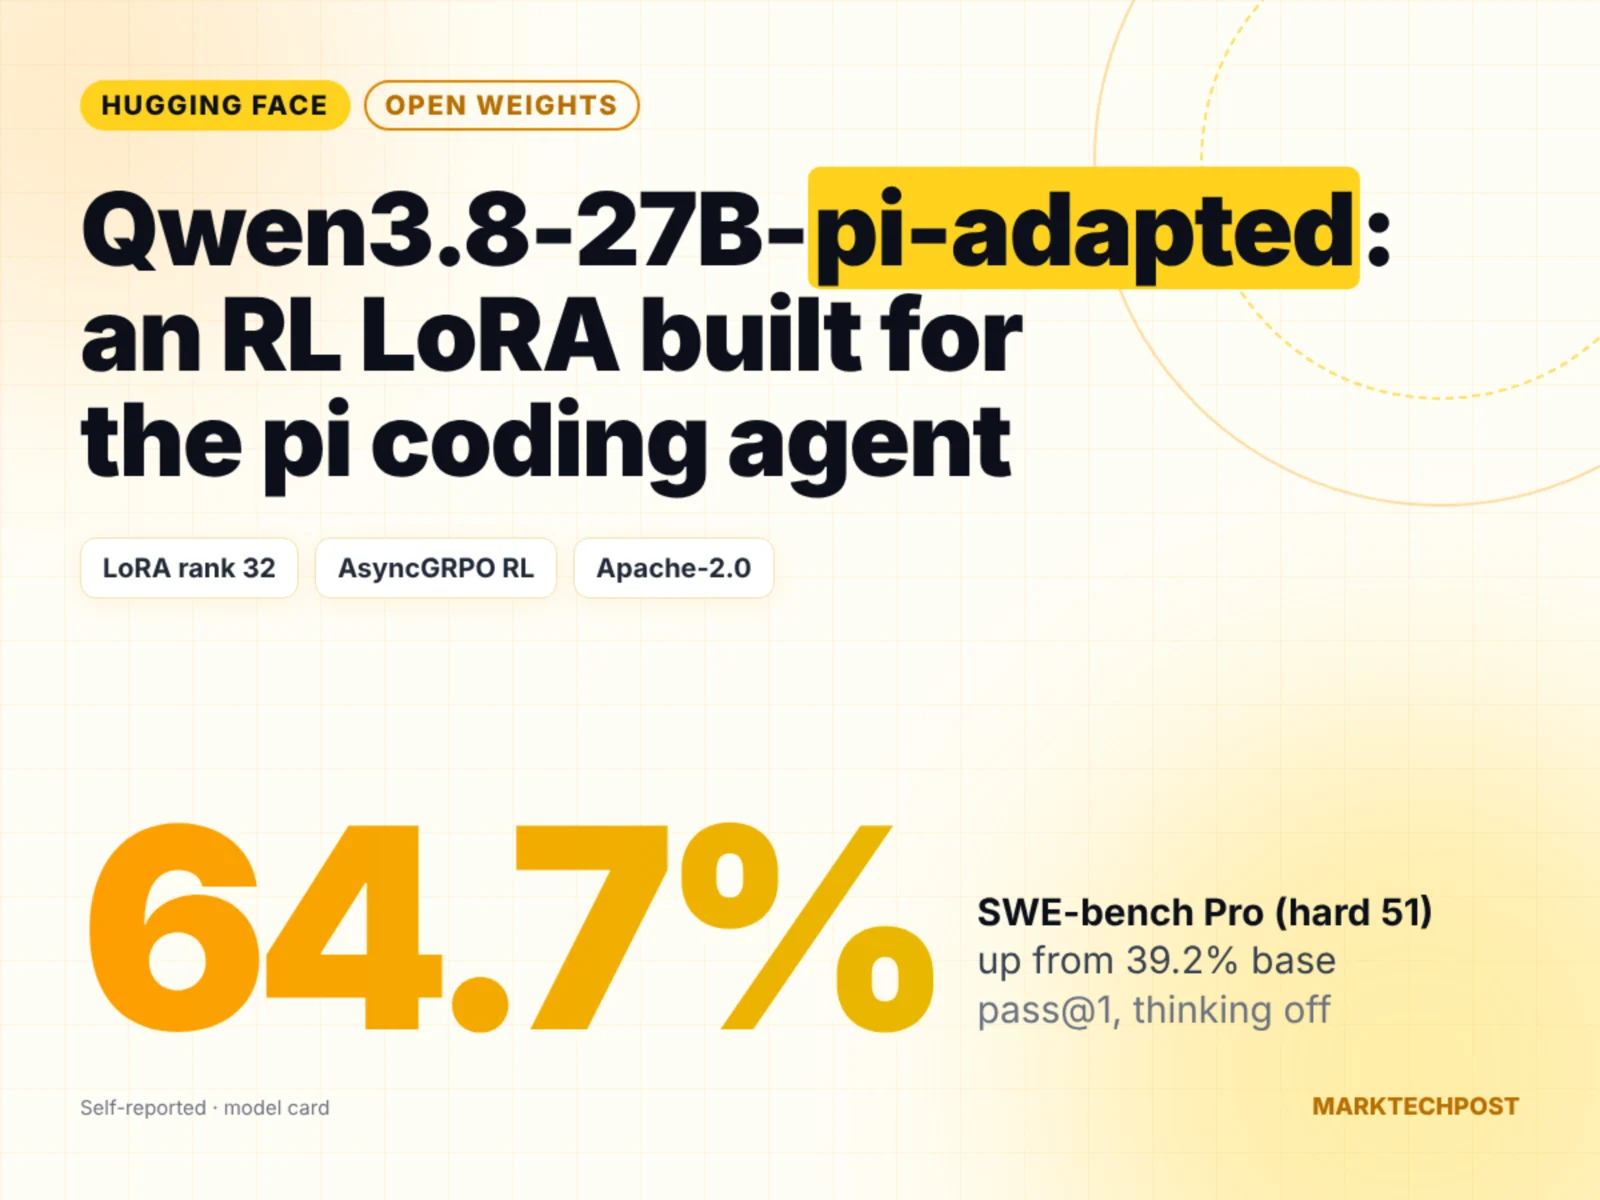 HUGGING FACE
OPEN WEIGHTS
Qwen3.8-27B-pi-adapted:
an RL LoRA built for
the pi coding agent
LoRA rank 32
AsyncGRPO RL
Apache-2.0
64.7%
SWE-bench Pro (hard 51)
up from 39.2% base
pass@1, thinking off
Self-reported · model card
MARKTECHPOST